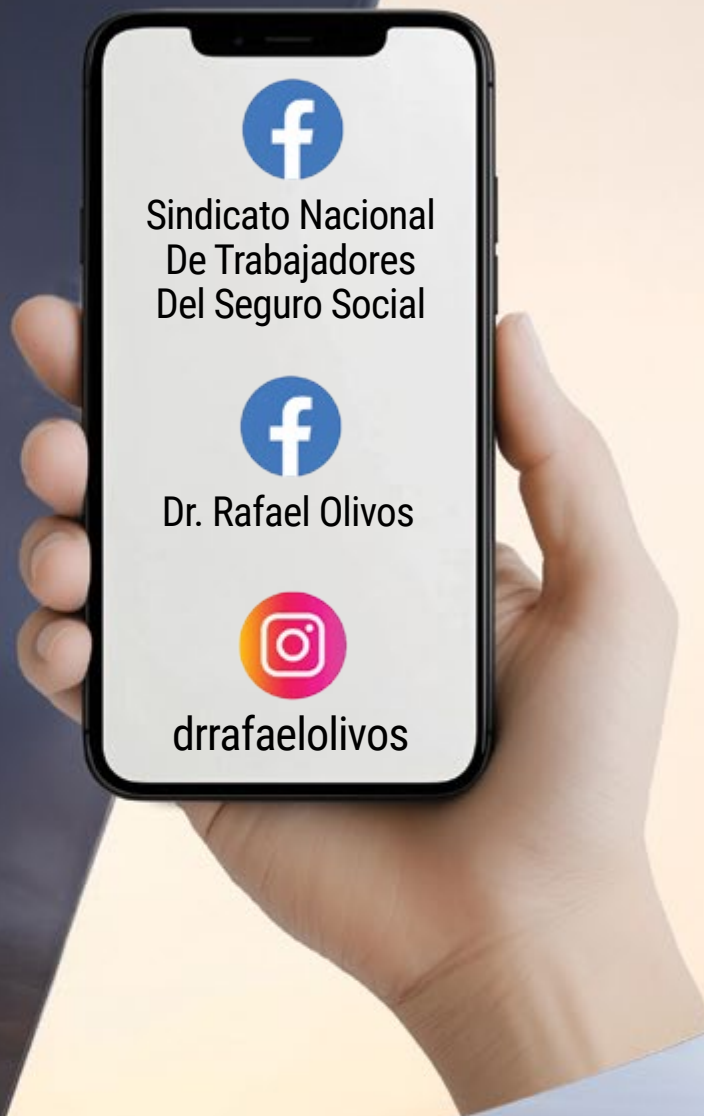 Sindicato Nacional
De Trabajadores
Del Seguro Social
Dr. Rafael Olivos
drrafaelolivos